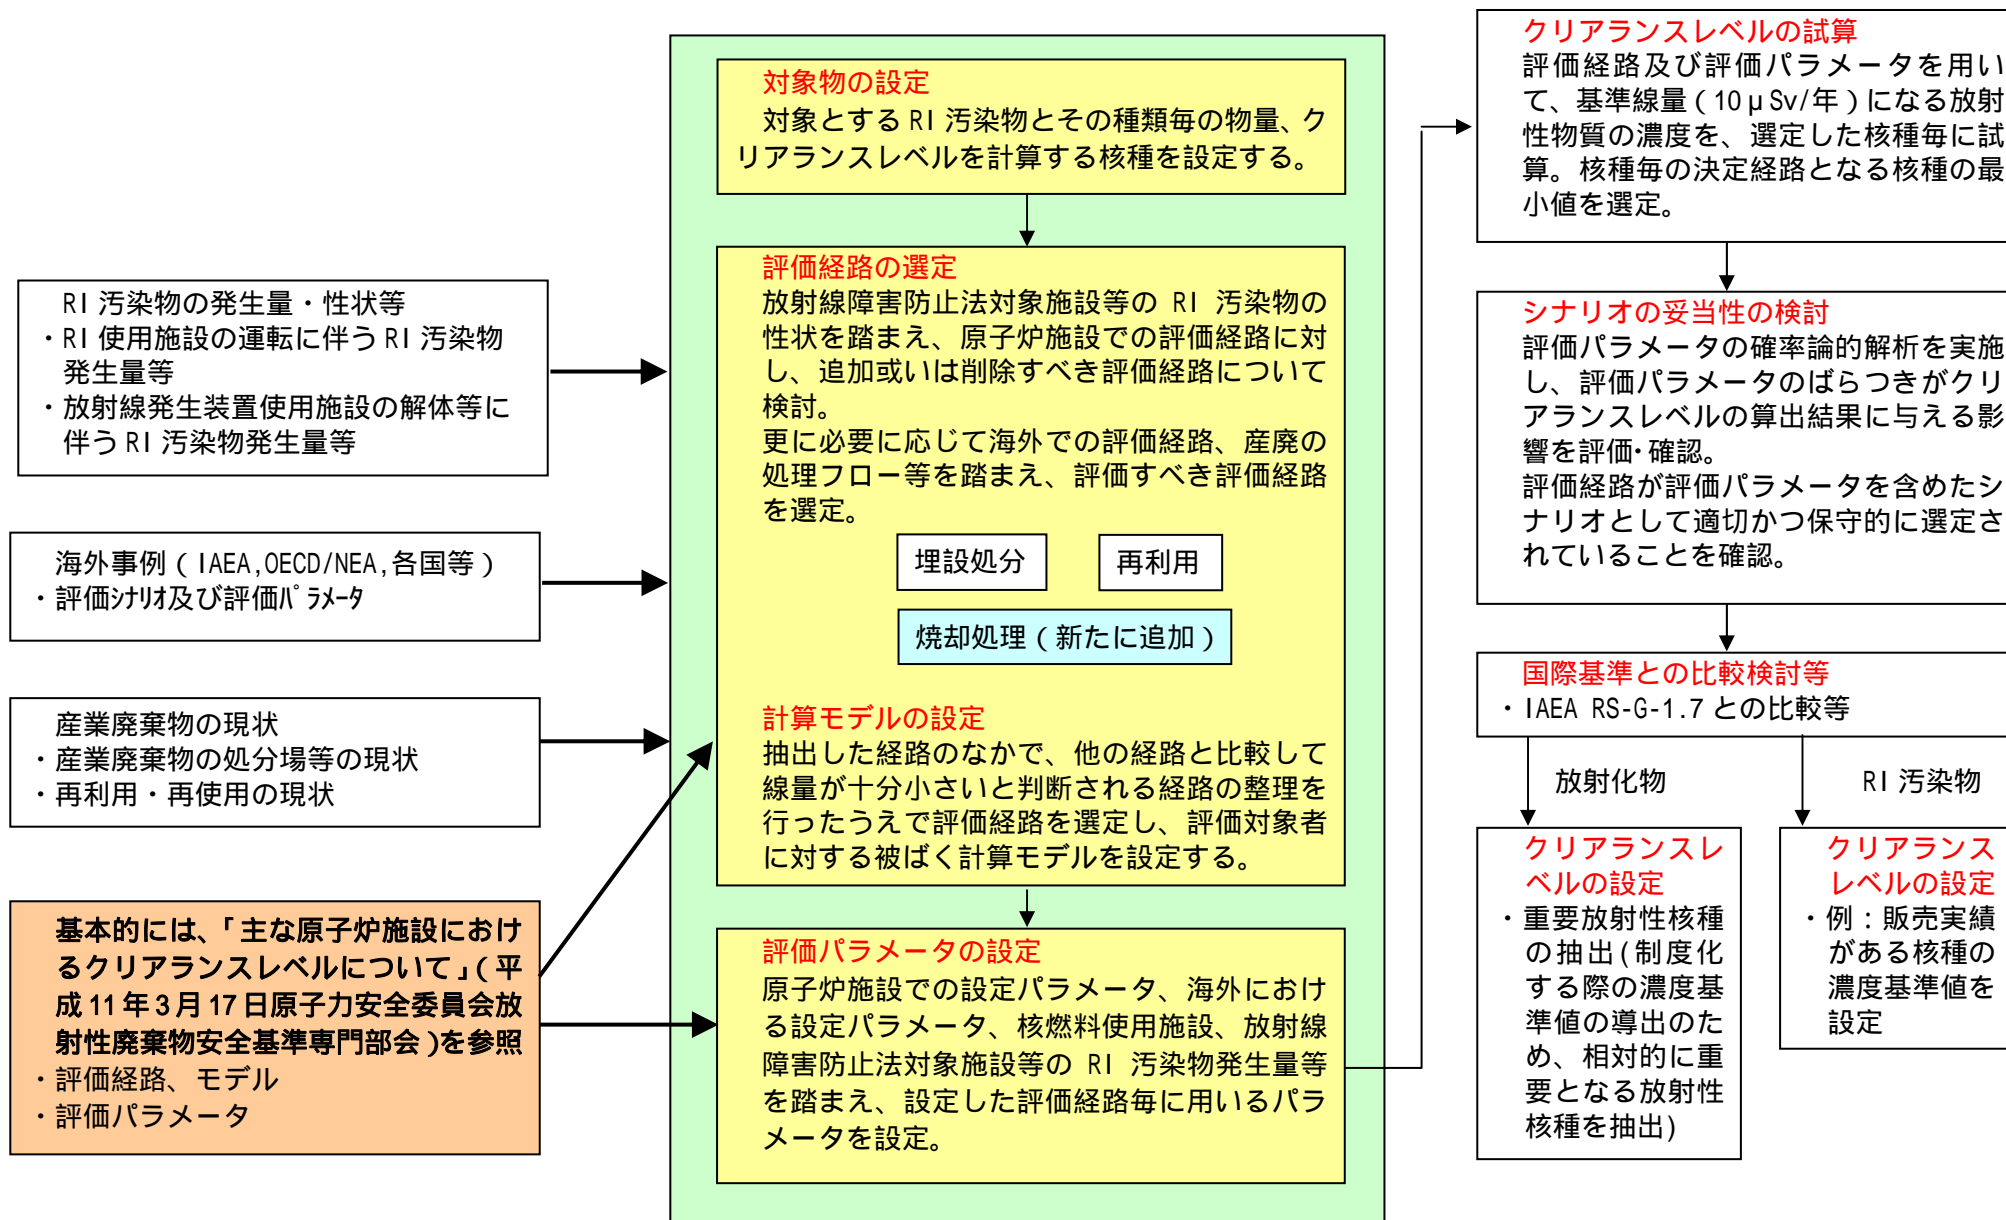 RI 汚染物の発生量・性状等
・RI 使用施設の運転に伴う RI 汚染物
発生量等
・放射線発生装置使用施設の解体等に
伴う RI 汚染物発生量等
海外事例（IAEA,OECD/NEA,各国等）
・評価ｼﾅﾘｵ及び評価ﾊﾟﾗﾒｰﾀ
産業廃棄物の現状
・産業廃棄物の処分場等の現状
・再利用・再使用の現状
基本的には、「主な原子炉施設におけ
るクリアランスレベルについて」（平
成 11 年 3 月 17 日原子力安全委員会放
射性廃棄物安全基準専門部会）を参照
・評価経路、モデル
・評価パラメータ
対象物の設定
対象とする RI 汚染物とその種類毎の物量、ク
リアランスレベルを計算する核種を設定する。
評価経路の選定
放射線障害防止法対象施設等の RI 汚染物の
性状を踏まえ、原子炉施設での評価経路に対
し、追加或いは削除すべき評価経路について
検討。
更に必要に応じて海外での評価経路、産廃の
処理フロー等を踏まえ、評価すべき評価経路
を選定。
埋設処分
再利用
焼却処理（新たに追加）
計算モデルの設定
抽出した経路のなかで、他の経路と比較して
線量が十分小さいと判断される経路の整理を
行ったうえで評価経路を選定し、評価対象者
に対する被ばく計算モデルを設定する。
評価パラメータの設定
原子炉施設での設定パラメータ、海外におけ
る設定パラメータ、核燃料使用施設、放射線
障害防止法対象施設等の RI 汚染物発生量等
を踏まえ、設定した評価経路毎に用いるパラ
メータを設定。
クリアランスレベルの試算
評価経路及び評価パラメータを用い
て、基準線量（10μSv/年）になる放射
性物質の濃度を、選定した核種毎に試
算。核種毎の決定経路となる核種の最
小値を選定。
シナリオの妥当性の検討
評価パラメータの確率論的解析を実施
し、評価パラメータのばらつきがクリ
アランスレベルの算出結果に与える影
響を評価･確認。
評価経路が評価パラメータを含めたシ
ナリオとして適切かつ保守的に選定さ
れていることを確認。
国際基準との比較検討等
・IAEA RS-G-1.7 との比較等
放射化物
RI 汚染物
クリアランスレ
ベルの設定
・重要放射性核種
の抽出(制度化
する際の濃度基
準値の導出のた
め、相対的に重
要となる放射性
核種を抽出)
クリアランス
レベルの設定
・例：販売実績
がある核種の
濃度基準値を
設定